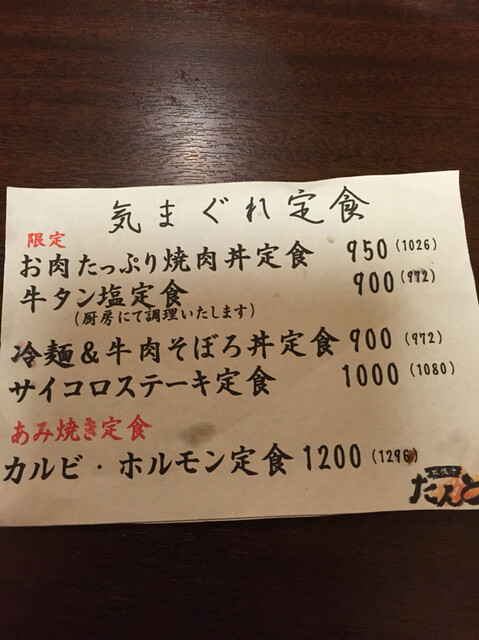 気まぐれ定食
限定
お肉たっぷり焼肉丼定食 950(1026)
牛タン塩定食 900(972)
(厨房にて調理いたします)
冷麺&牛肉そぼろ丼定食 900(972)
サイコロステーキ定食 1000(1080)
あみ焼き定食
カルビ・ホルモン定食 1200(1296)
たんと